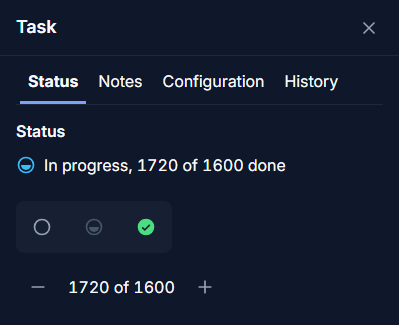 Task
Status Notes Configuration History
Status
In progress, 1720 of 1600 done
1720 of 1600